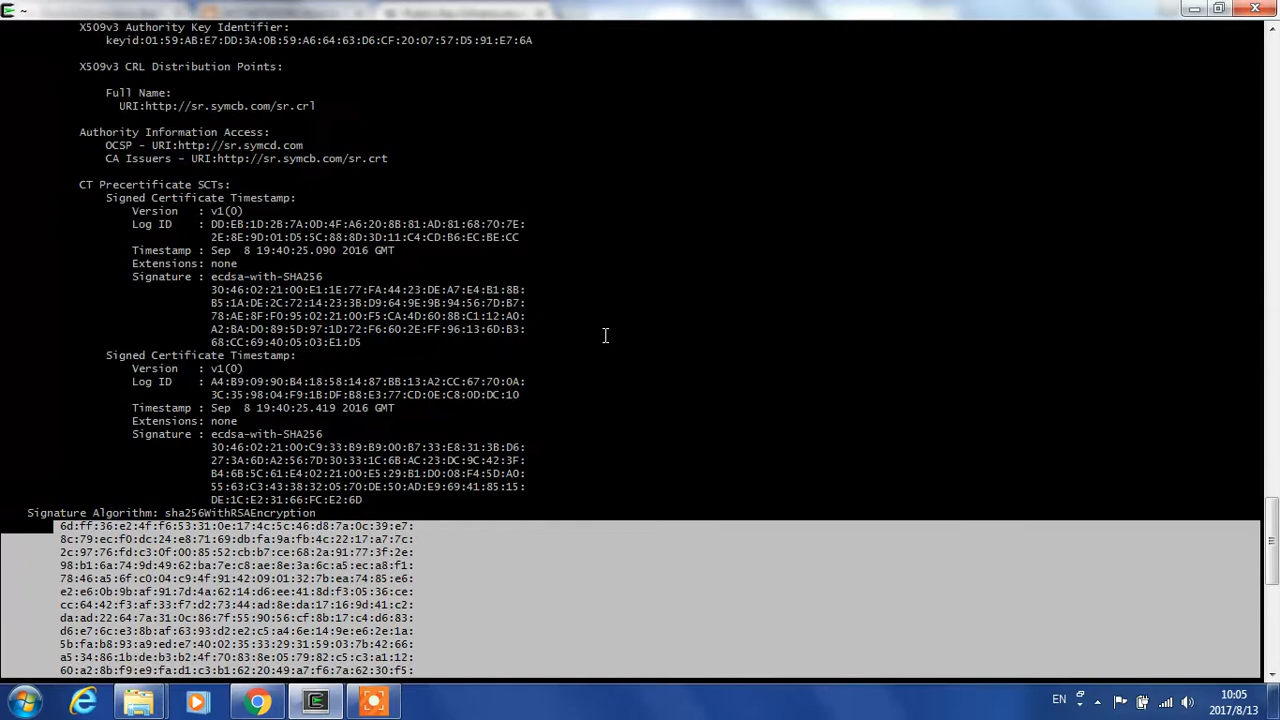 ~
X509v3 Authority Key Identifier:
keyid:01:59:AB:E7:DD:3A:0B:59:A6:64:63:D6:CF:20:07:57:D5:91:E7:6A
X509v3 CRL Distribution Points:
Full Name:
URI:http://sr.symcb.com/sr.crl
Authority Information Access:
OCSP - URI:http://sr.symcd.com
CA Issuers - URI:http://sr.symcb.com/sr.crt
CT Precertificate SCTs:
Signed Certificate Timestamp:
Version : v1(0)
Log ID : DD:EB:1D:2B:7A:0D:4F:A6:20:8B:81:AD:81:68:70:7E:
2E:8E:9D:01:D5:5C:88:8D:3D:11:C4:CD:B6:EC:BE:CC
Timestamp : Sep 8 19:40:25.090 2016 GMT
Extensions: none
Signature : ecdsa-with-SHA256
30:46:02:21:00:E1:1E:77:FA:44:23:DE:A7:E4:B1:8B:
B5:1A:DE:2C:72:14:23:3B:D9:64:9E:9B:94:56:7D:B7:
78:AE:8F:F0:95:02:21:00:F5:CA:4D:60:8B:C1:12:A0:
A2:BA:D0:89:5D:97:1D:72:F6:60:2E:FF:96:13:6D:B3:
68:CC:69:40:05:03:E1:D5
Signed Certificate Timestamp:
Version : v1(0)
Log ID : A4:B9:09:90:B4:18:58:14:87:BB:13:A2:CC:67:70:0A:
3C:35:98:04:F9:1B:DF:B8:E3:77:CD:0E:C8:0D:DC:10
Timestamp : Sep 8 19:40:25.419 2016 GMT
Extensions: none
Signature : ecdsa-with-SHA256
30:46:02:21:00:C9:33:B9:B9:00:B7:33:E8:31:3B:D6:
27:3A:6D:A2:56:7D:30:33:1C:6B:AC:23:DC:9C:42:3F:
B4:6B:5C:61:E4:02:21:00:E5:29:B1:D0:08:F4:5D:A0:
55:63:C3:43:38:32:05:70:DE:50:AD:E9:69:41:85:15:
DE:1C:E2:31:66:FC:E2:6D
Signature Algorithm: sha256WithRSAEncryption
6d:ff:36:e2:4f:f6:53:31:0e:17:4c:5c:46:d8:7a:0c:39:e7:
8c:79:ec:f0:dc:24:e8:71:69:db:fa:9a:fb:4c:22:17:a7:7c:
2c:97:76:fd:c3:0f:00:85:52:cb:b7:ce:68:2a:91:77:3f:2e:
98:b1:6a:74:9d:49:62:ba:7e:c8:ae:8e:3a:6c:a5:ec:a8:f1:
78:46:a5:6f:c0:04:c9:4f:91:42:09:01:32:7b:ea:74:85:e6:
e2:e6:0b:9b:af:91:7d:4a:62:14:d6:ee:41:8d:f3:05:36:ce:
cc:64:42:f3:af:33:f7:d2:73:44:ad:8e:da:17:16:9d:41:c2:
da:ad:22:64:7a:31:0c:86:7f:55:90:56:cf:8b:17:c4:d6:83:
d6:e7:6c:e3:8b:af:63:93:d2:e2:c5:a4:6e:14:9e:e6:2e:1a:
5b:fa:b8:93:a9:ed:e7:40:02:35:33:29:31:59:03:7b:42:66:
a5:34:86:1b:de:b3:b2:4f:70:83:8e:05:79:82:c5:c3:a1:12:
60:a2:8b:f9:e9:fa:d1:c3:b1:62:20:49:a7:f6:7a:62:30:f5:
EN
10:05
2017/8/13